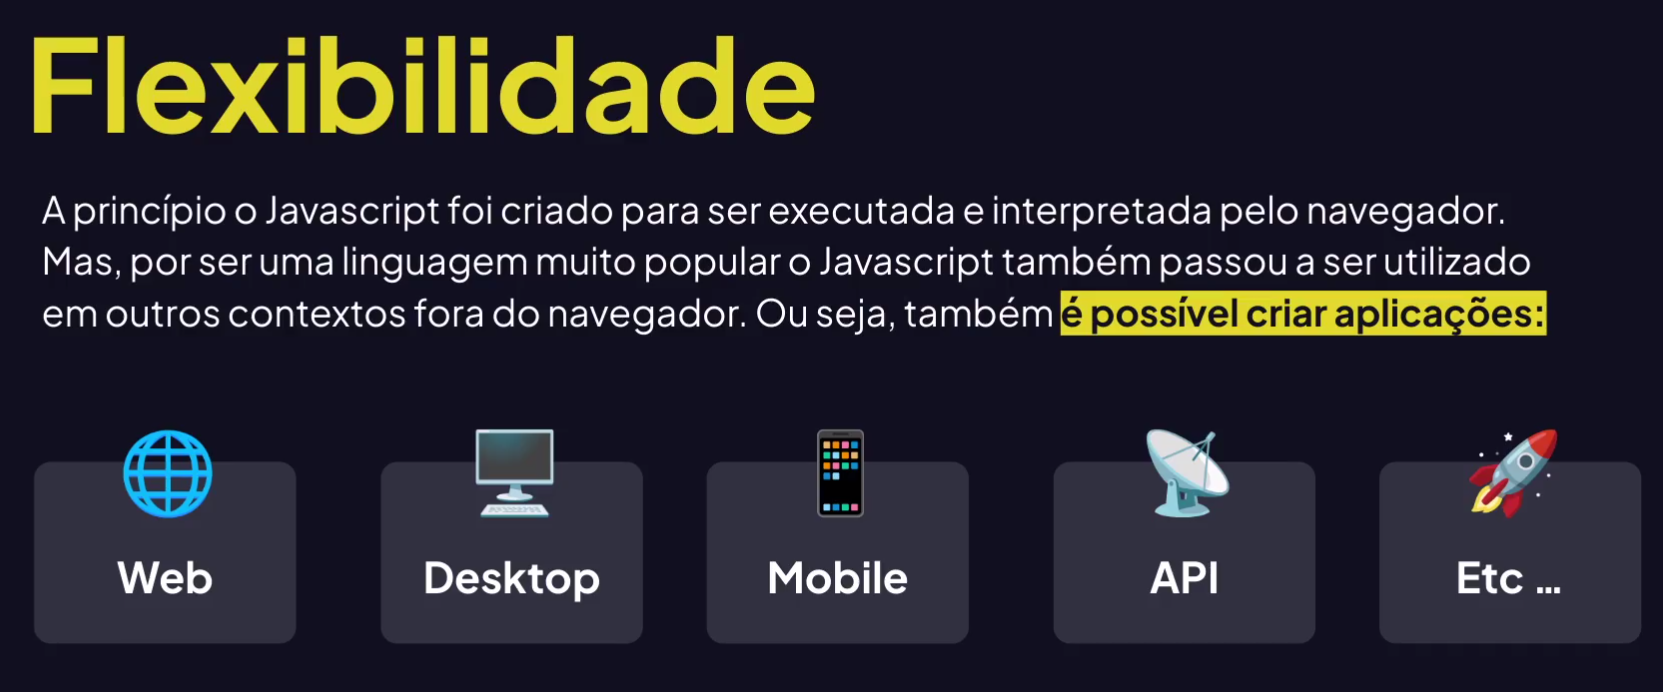 Flexibilidade
A princípio o Javascript foi criado para ser executada e interpretada pelo navegador.
Mas, por ser uma linguagem muito popular o Javascript também passou a ser utilizado
em outros contextos fora do navegador. Ou seja, também é possível criar aplicações:
Web
Desktop
Mobile
API
Etc ...